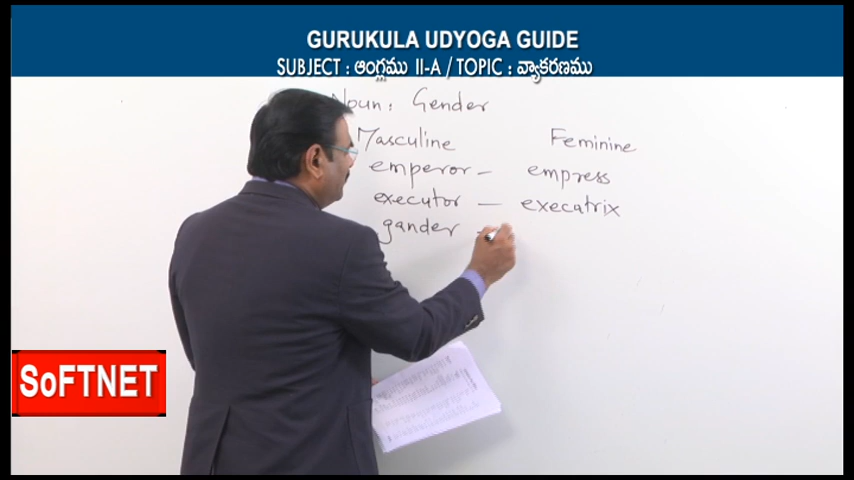 GURUKULA UDYOGA GUIDE
SUBJECT : ఆంగ్లము II-A / TOPIC : వ్యాకరణము
Noun: Gender
Masculine Feminine
emperor - empress
executor - execatrix
gander -
SoFTNET